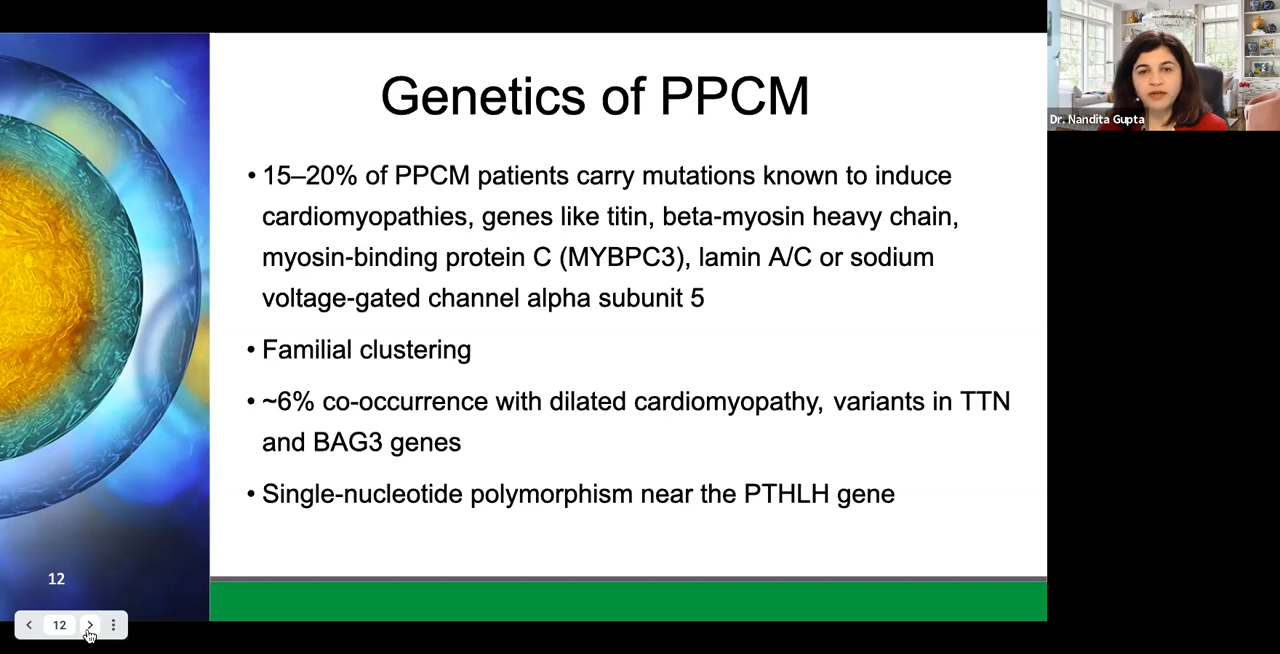 Genetics of PPCM
• 15–20% of PPCM patients carry mutations known to induce
cardiomyopathies, genes like titin, beta-myosin heavy chain,
myosin-binding protein C (MYBPC3), lamin A/C or sodium
voltage-gated channel alpha subunit 5
• Familial clustering
• ~6% co-occurrence with dilated cardiomyopathy, variants in TTN
and BAG3 genes
• Single-nucleotide polymorphism near the PTHLH gene
12
12
Dr. Nandita Gupta